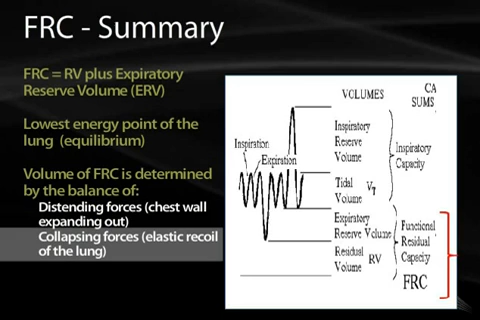 FRC - Summary
FRC = RV plus Expiratory
Reserve Volume (ERV)
Lowest energy point of the
lung (equilibrium)
Volume of FRC is determined
by the balance of:
Distending forces (chest wall
expanding out)
Collapsing forces (elastic recoil
of the lung)
VOLUMES
CA
SUMS
Inspiration
Expiration
Inspiratory
Reserve
Volume
Inspiratory
Capacity
Tidal
Volume
VT
Expiratory
Reserve Volume
Residual
Volume
RV
Functional
Residual
Capacity
FRC